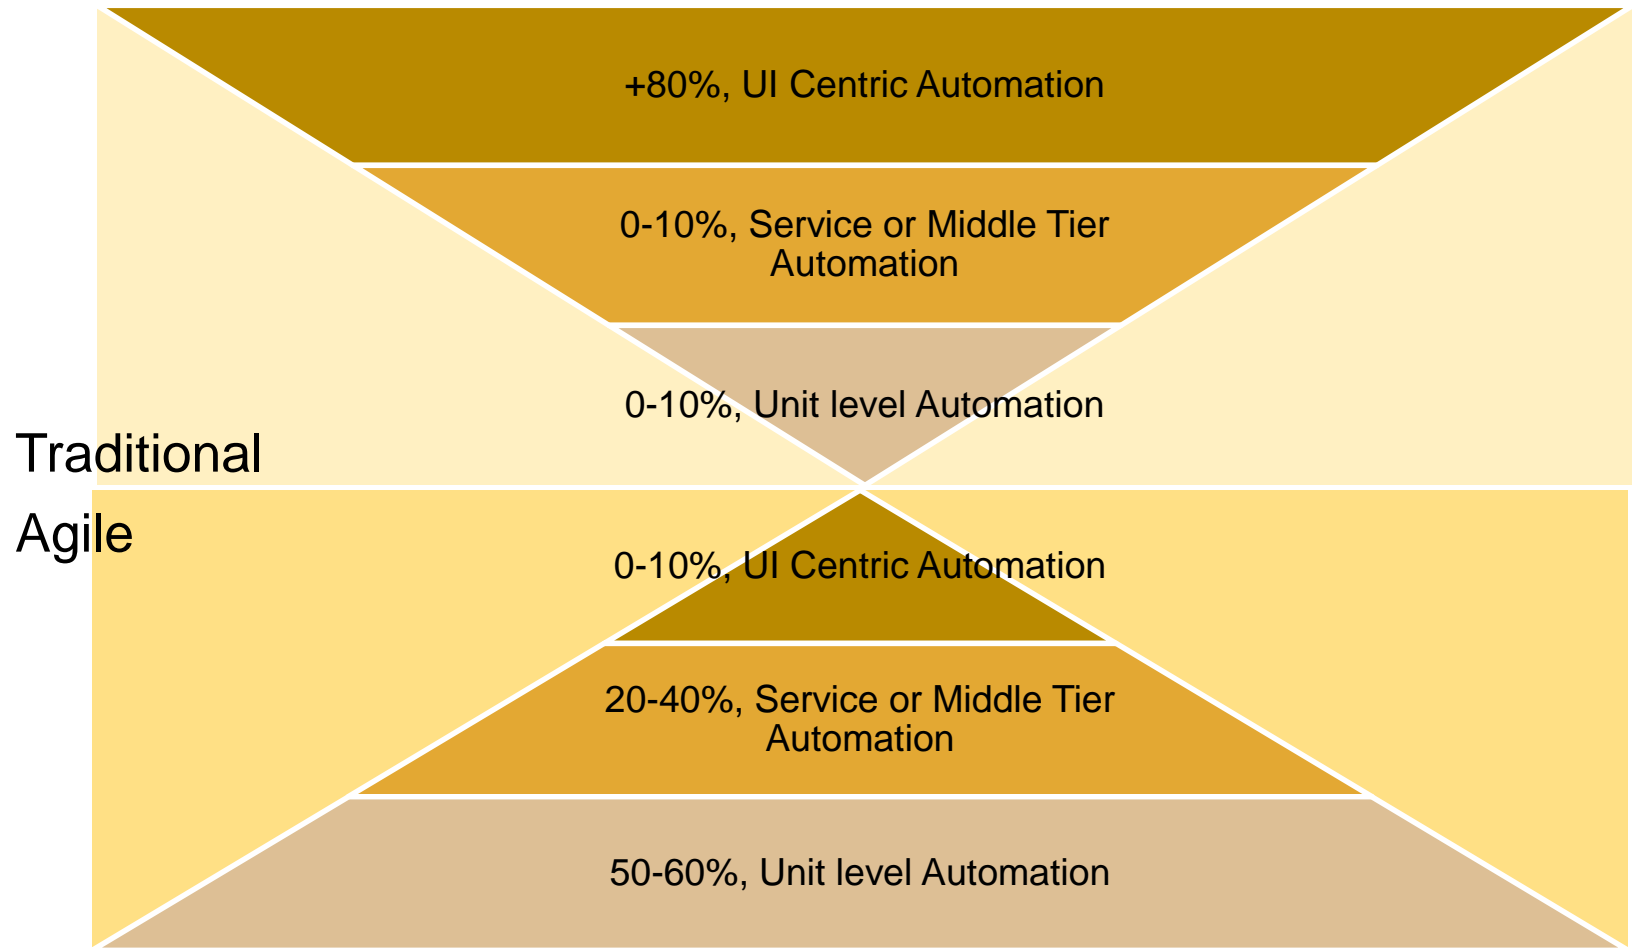 +80%, UI Centric Automation
0-10%, Service or Middle Tier
Automation
0-10%, Unit level Automation
Traditional
Agile
0-10%, UI Centric Automation
20-40%, Service or Middle Tier
Automation
50-60%, Unit level Automation